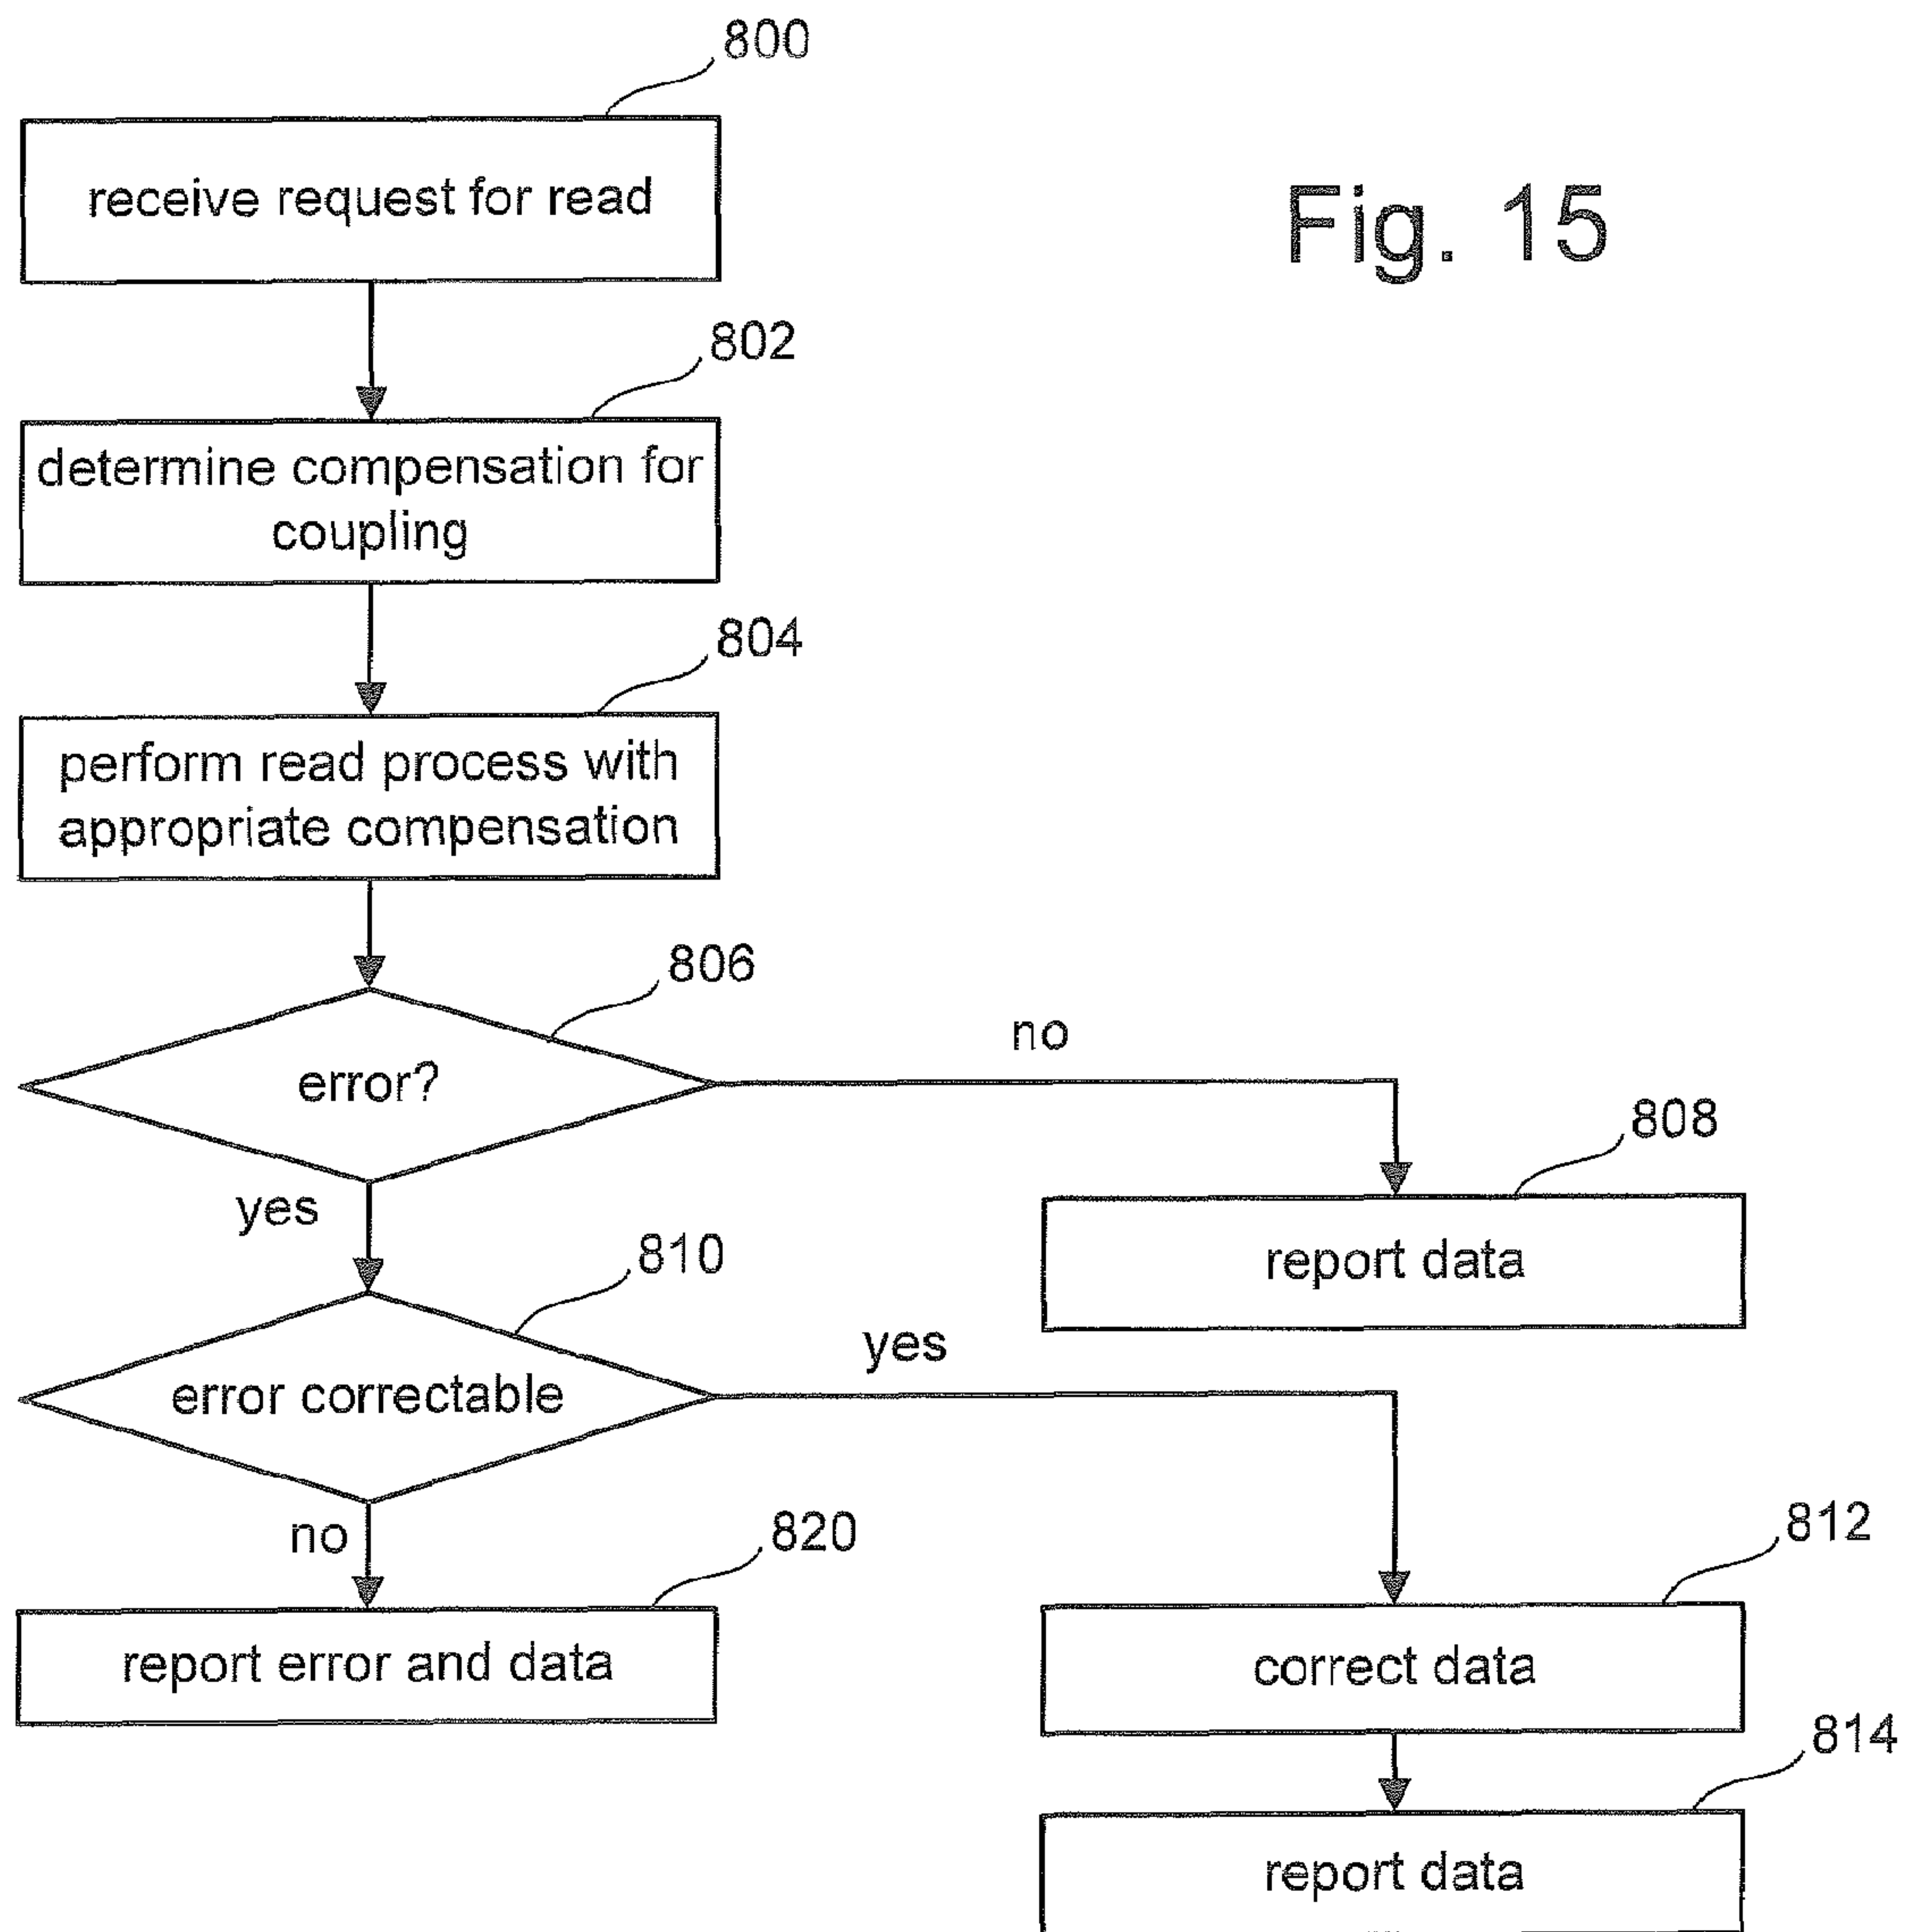 800
receive request for read
Fig. 15
802
determine compensation for
coupling
804
perform read process with
appropriate compensation
806
error?
no
yes
808
report data
810
error correctable
yes
no
820
report error and data
812
correct data
814
report data